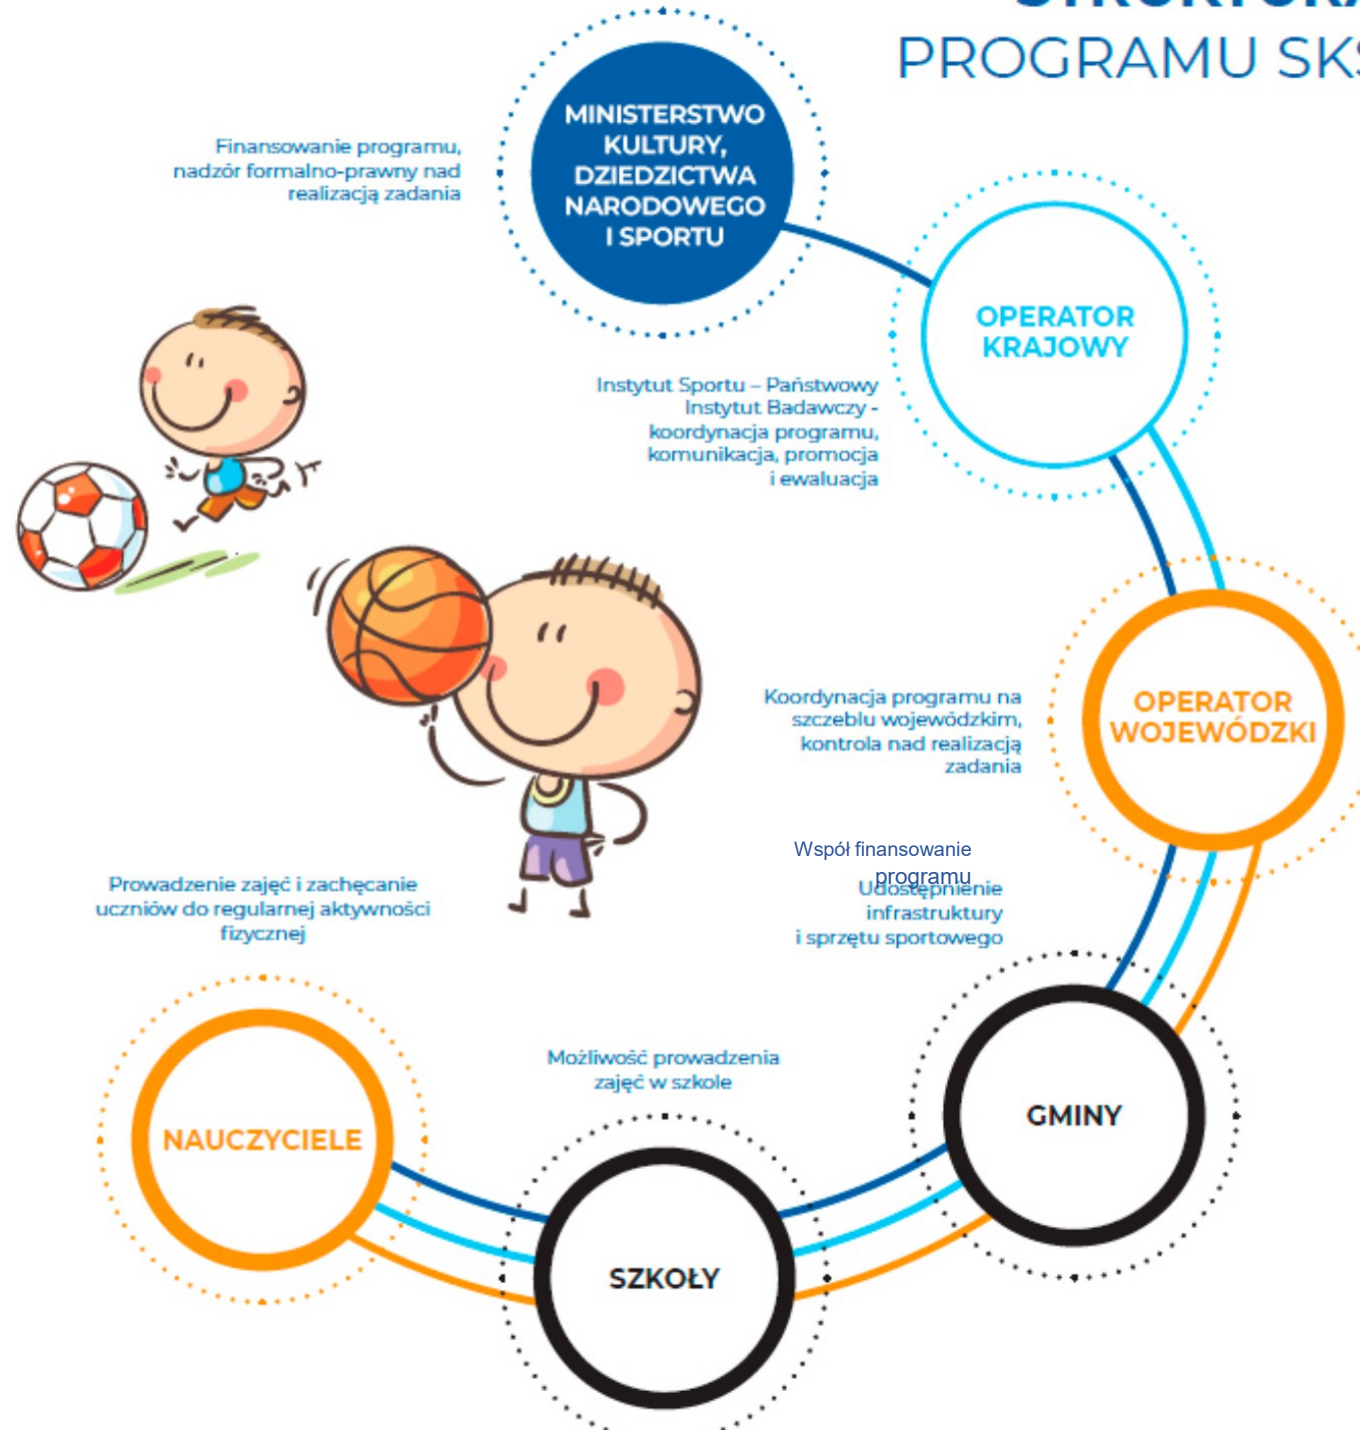 STRUKTURA
PROGRAMU SKS
MINISTERSTWO
KULTURY,
DZIEDZICTWA
NARODOWEGO
I SPORTU
Finansowanie programu,
nadzór formalno-prawny nad
realizacją zadania
OPERATOR
KRAJOWY
Instytut Sportu – Państwowy
Instytut Badawczy -
koordynacja programu,
komunikacja, promocja
i ewaluacja
OPERATOR
WOJEWÓDZKI
Koordynacja programu na
szczeblu wojewódzkim,
kontrola nad realizacją
zadania
Współ finansowanie
programu
Udostępnienie
infrastruktury
i sprzętu sportowego
GMINY
Możliwość prowadzenia
zajęć w szkole
SZKOŁY
Prowadzenie zajęć i zachęcanie
uczniów do regularnej aktywności
fizycznej
NAUCZYCIELE